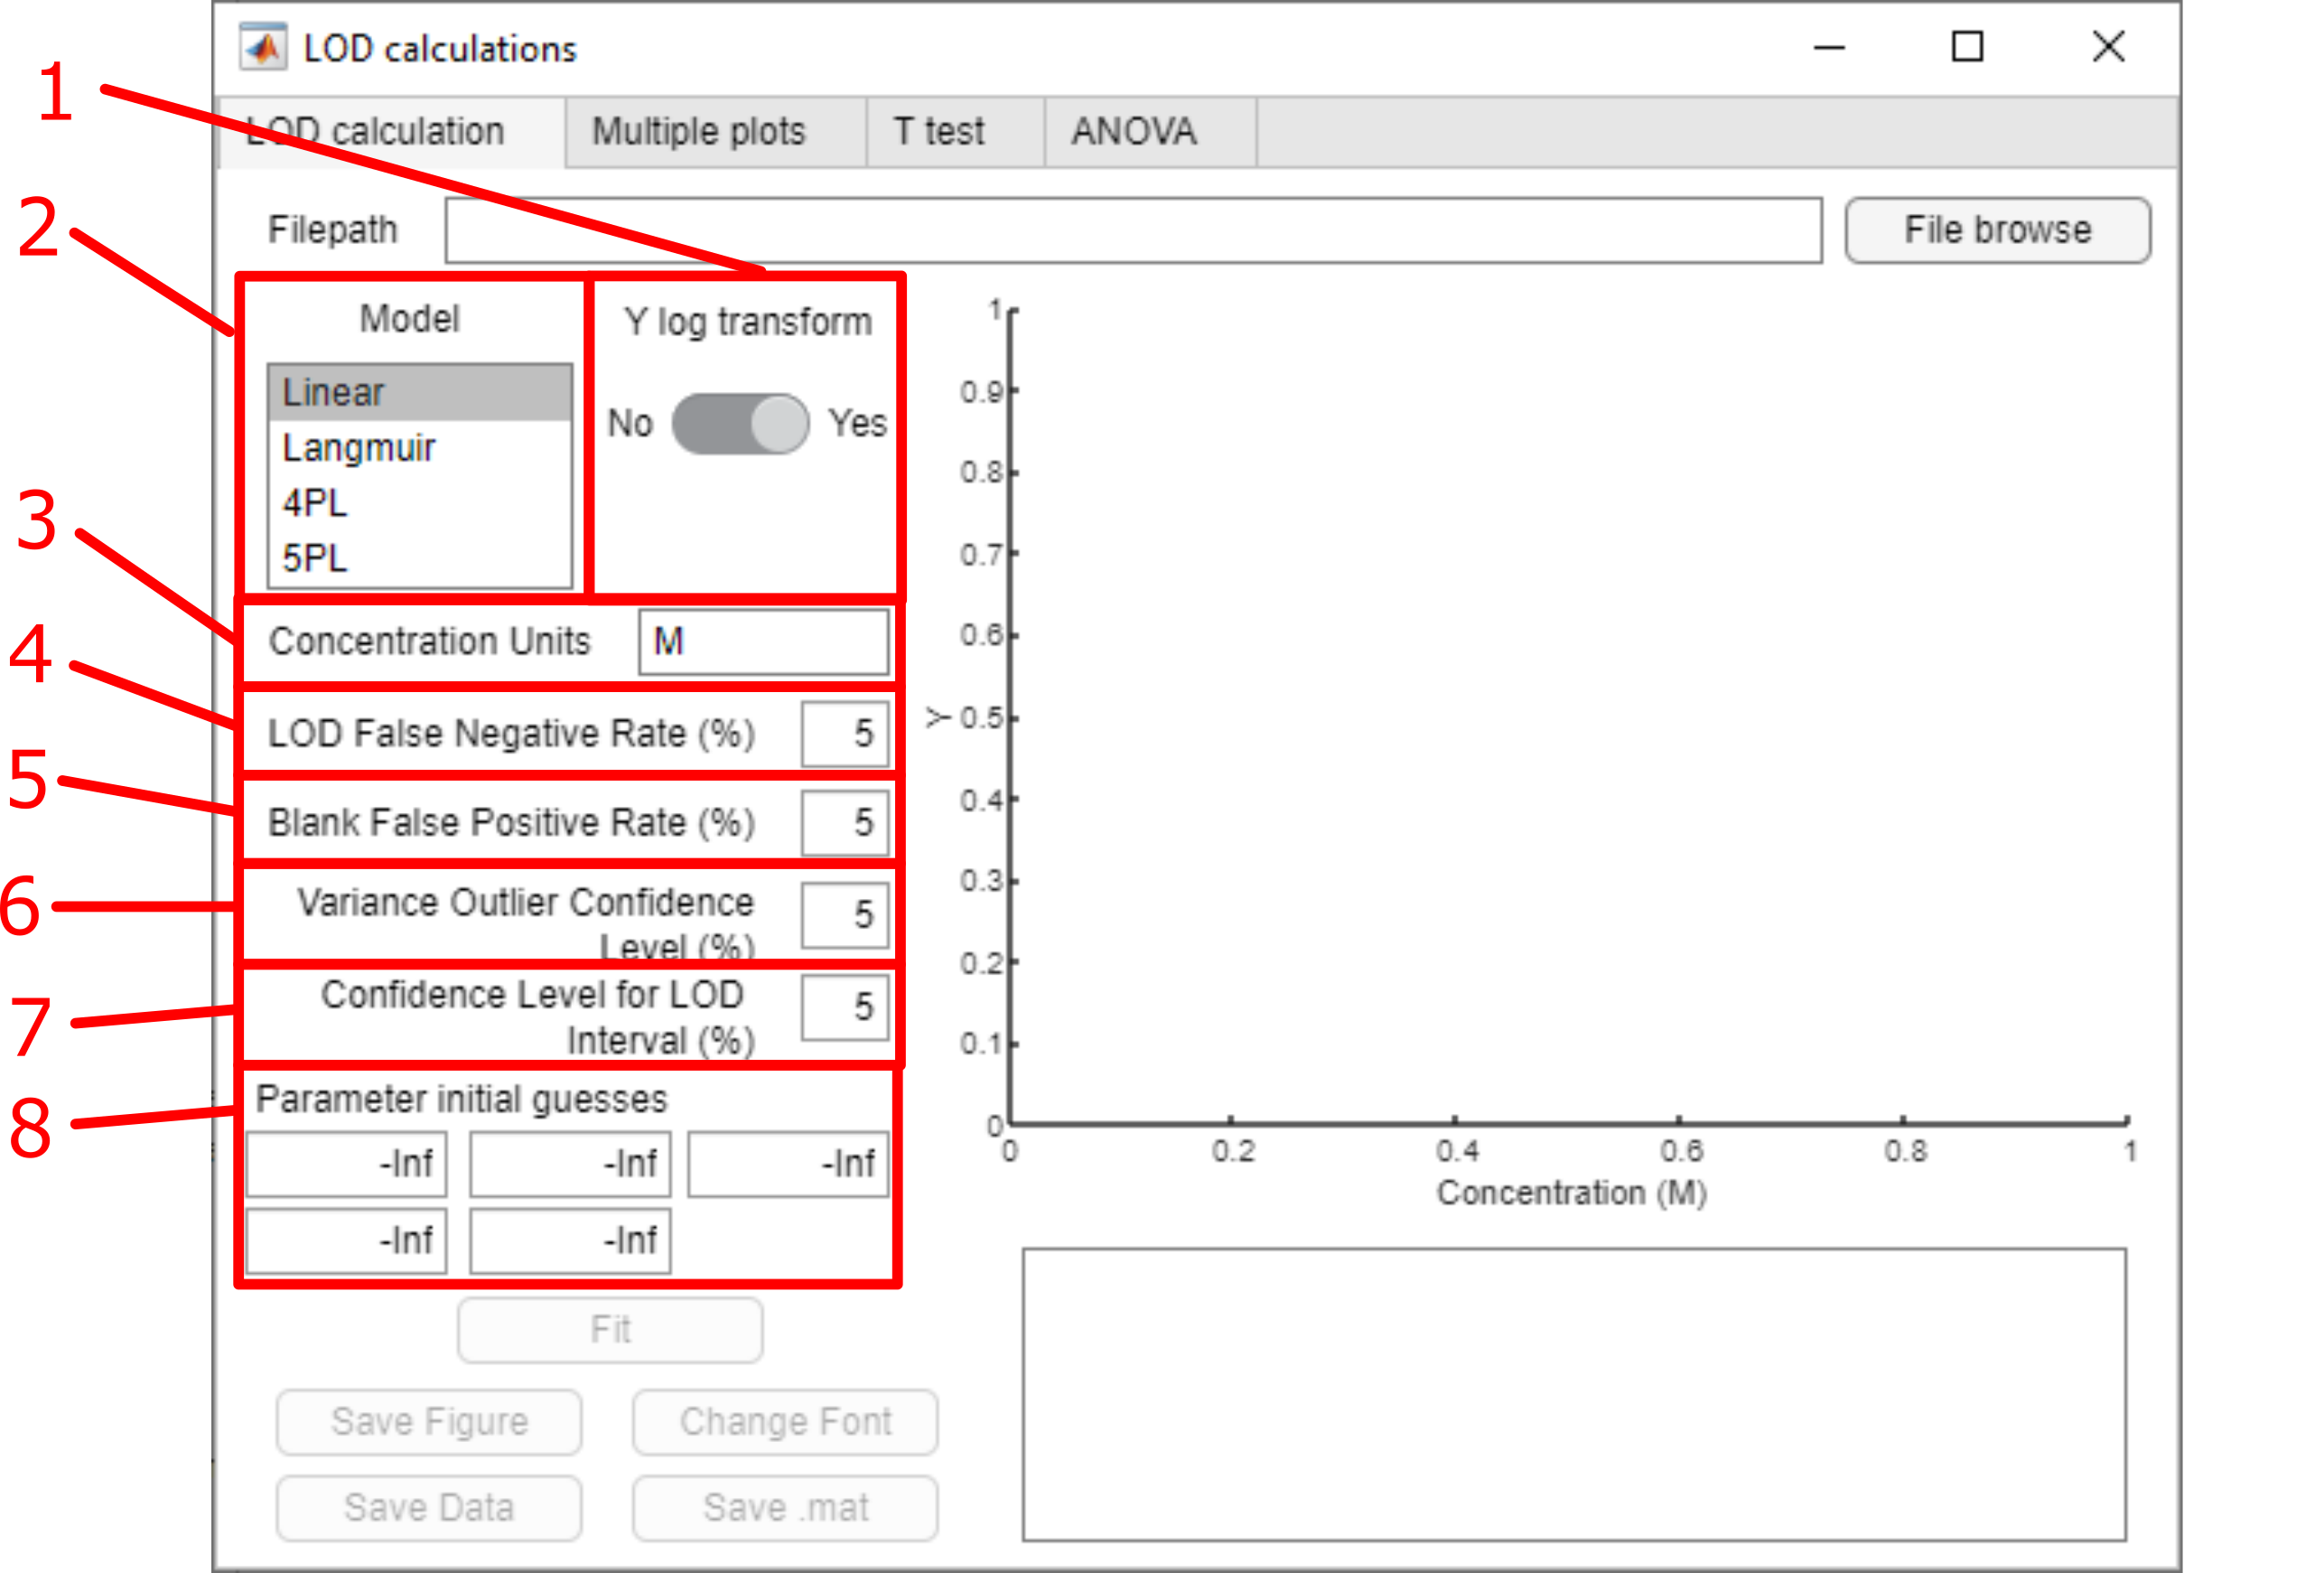 LOD calculations
1
LOD calculation Multiple plots T test ANOVA
2
Filepath File browse
Model
Linear
Langmuir
4PL
5PL
Y log transform
No Yes
3
Concentration Units M
4
LOD False Negative Rate (%) 5
5
Blank False Positive Rate (%) 5
6
Variance Outlier Confidence
Level (%) 5
7
Confidence Level for LOD
Interval (%) 5
8
Parameter initial guesses
-Inf -Inf -Inf
-Inf -Inf
Fit
Save Figure Change Font
Save Data Save .mat
1
0.9
0.8
0.7
0.6
0.5
0.4
0.3
0.2
0.1
0
Y
0 0.2 0.4 0.6 0.8 1
Concentration (M)